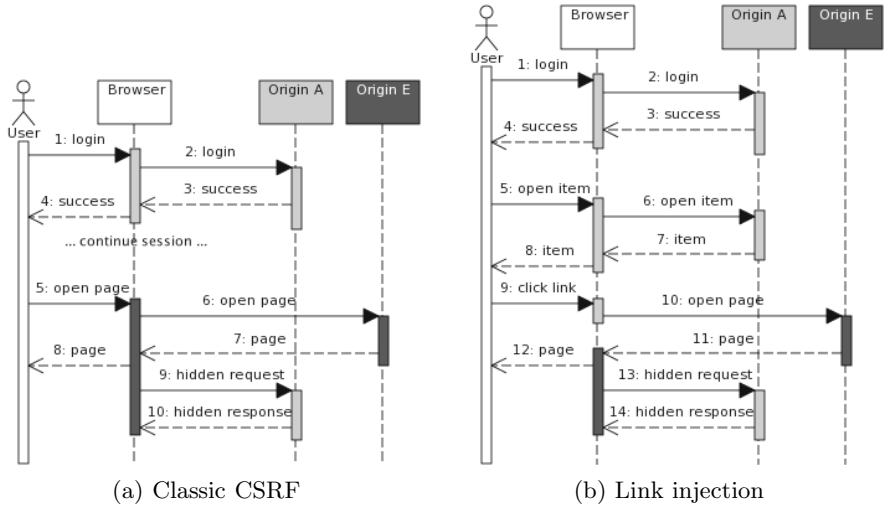 Browser
Origin A
Origin E
User
1: login
2: login
3: success
4: success
... continue session ...
5: open page
6: open page
7: page
8: page
9: hidden request
10: hidden response
(a) Classic CSRF
Browser
Origin A
Origin E
User
1: login
2: login
3: success
4: success
5: open item
6: open item
7: item
8: item
9: click link
10: open page
11: page
12: page
13: hidden request
14: hidden response
(b) Link injection